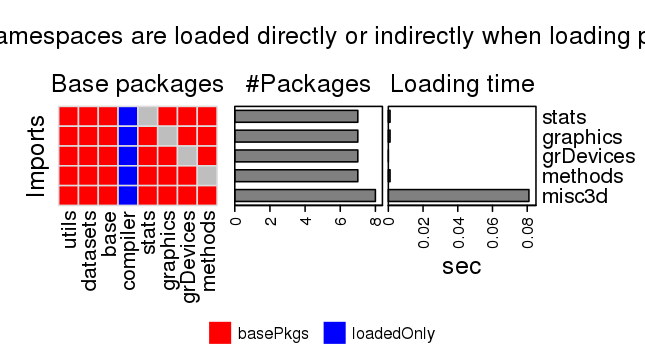 amespaces are loaded directly or indirectly when loading p
Base packages
#Packages
Loading time
Imports
stats
graphics
grDevices
methods
misc3d
utils
datasets
base
compiler
stats
graphics
grDevices
methods
0 2 4 6 8
0 0.02 0.04 0.06 0.08
sec
basePkgs loadedOnly